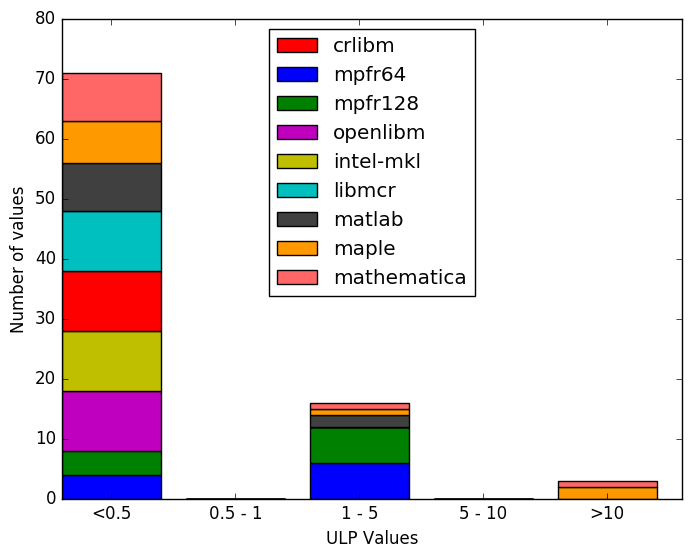 80
70
60
50
40
30
20
10
0
Number of values
crlibm
mpfr64
mpfr128
openlibm
intel-mkl
libmcr
matlab
maple
mathematica
<0.5
0.5 - 1
1 - 5
5 - 10
>10
ULP Values